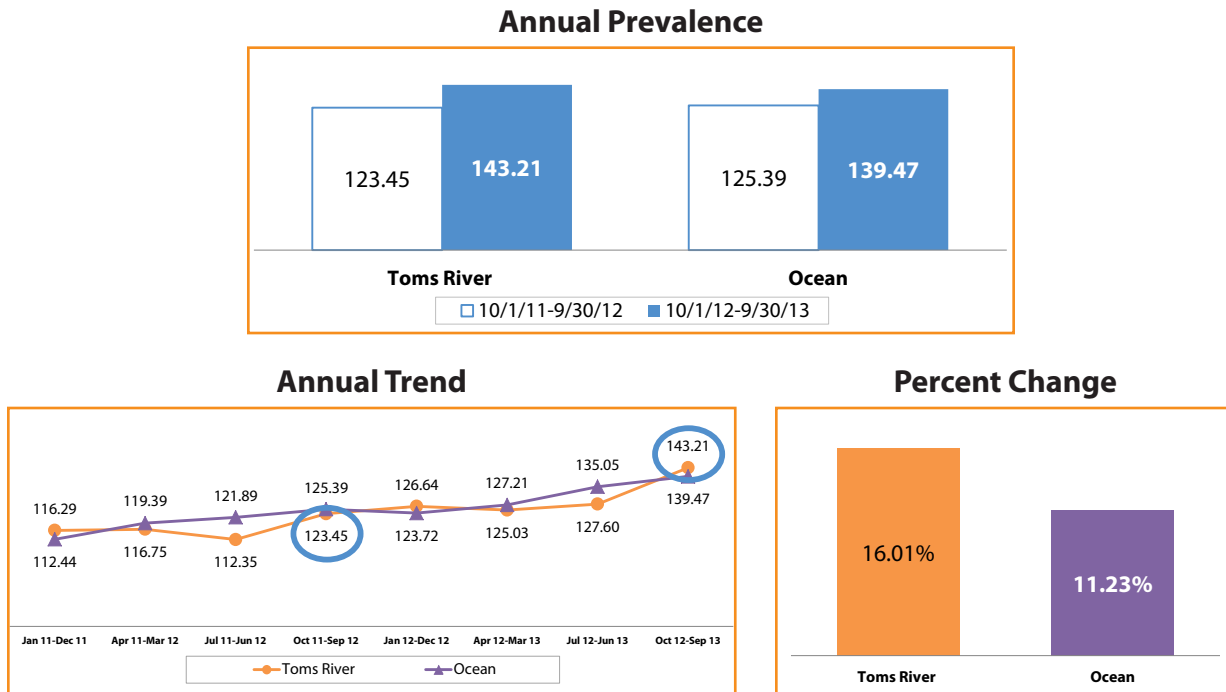 Annual Prevalence
123.45
143.21
125.39
139.47
Toms River
Ocean
10/1/11-9/30/12 10/1/12-9/30/13
Annual Trend
116.29
119.39
121.89
125.39
126.64
127.21
135.05
143.21
112.44
116.75
112.35
123.45
123.72
125.03
127.60
139.47
Jan 11-Dec 11 Apr 11-Mar 12 Jul 11-Jun 12 Oct 11-Sep 12 Jan 12-Dec 12 Apr 12-Mar 13 Jul 12-Jun 13 Oct 12-Sep 13
Toms River Ocean
Percent Change
16.01%
11.23%
Toms River
Ocean